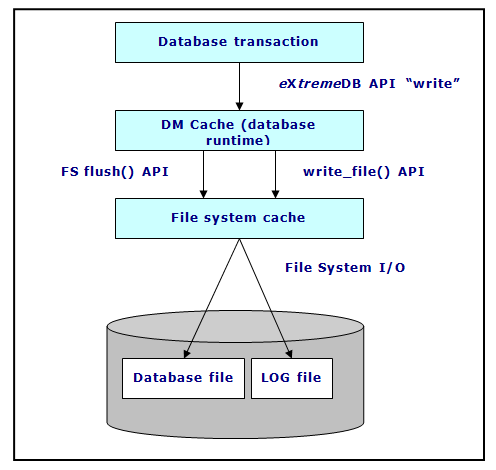 Database transaction
eXtremeDB API “write”
DM Cache (database
runtime)
FS flush() API
write_file() API
File system cache
File System I/O
Database file
LOG file